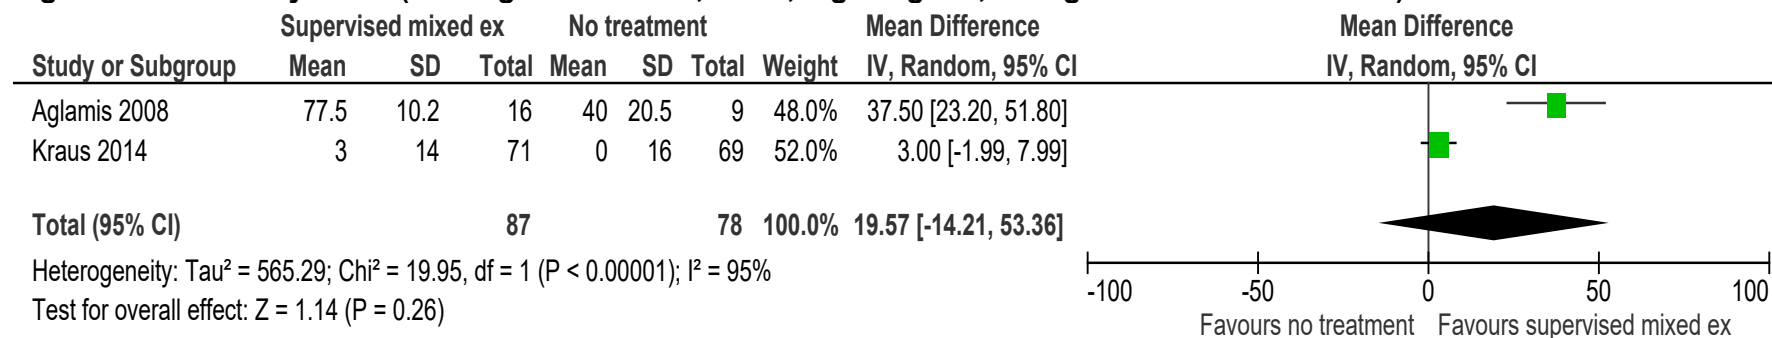 Supervised mixed ex No treatment Mean Difference Mean Difference
Study or Subgroup Mean SD Total Mean SD Total Weight IV, Random, 95% CI IV, Random, 95% CI
Aglamis 2008 77.5 10.2 16 40 20.5 9 48.0% 37.50 [23.20, 51.80]
Kraus 2014 3 14 71 0 16 69 52.0% 3.00 [-1.99, 7.99]
Total (95% CI) 87 78 100.0% 19.57 [-14.21, 53.36]
Heterogeneity: Tau² = 565.29; Chi² = 19.95, df = 1 (P < 0.00001); I² = 95%
Test for overall effect: Z = 1.14 (P = 0.26)
-100 -50 0 50 100
Favours no treatment Favours supervised mixed ex